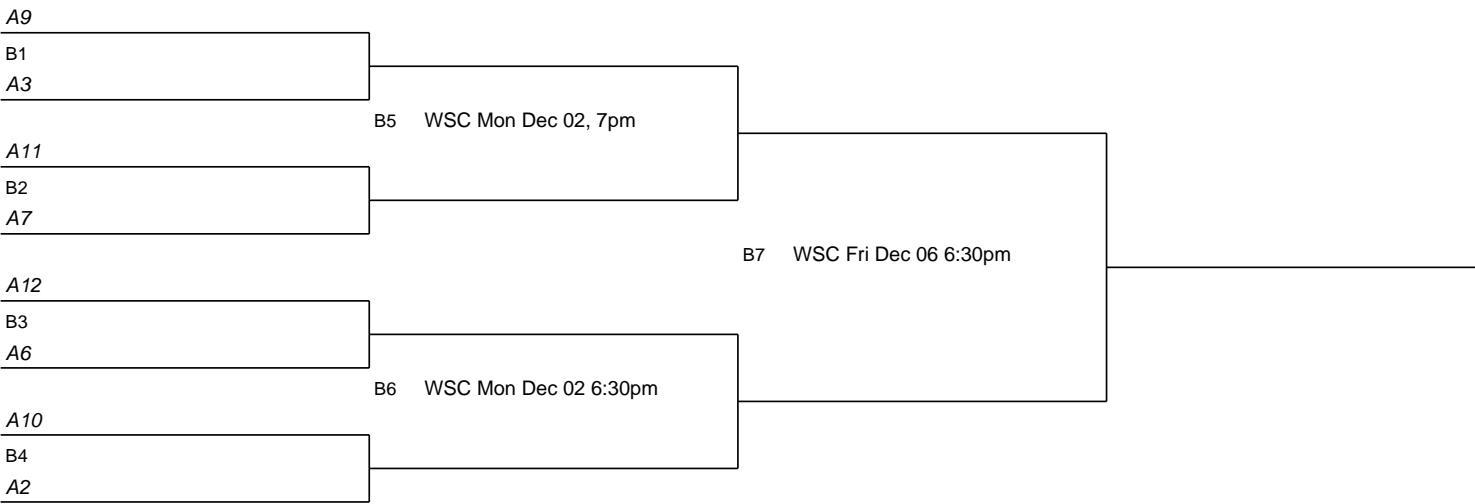 A9
B1
A3
B5 WSC Mon Dec 02, 7pm
A11
B2
A7
B7 WSC Fri Dec 06 6:30pm
A12
B3
A6
B6 WSC Mon Dec 02 6:30pm
A10
B4
A2